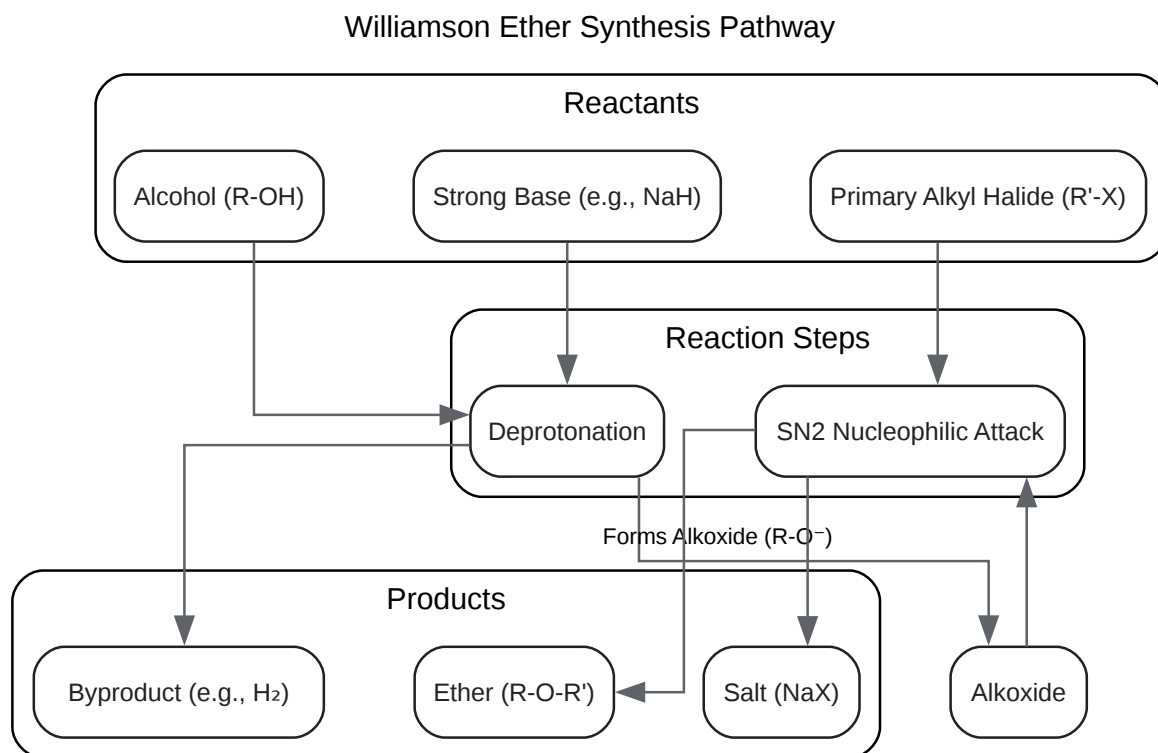 Williamson Ether Synthesis Pathway
Reactants
Alcohol (R-OH)
Strong Base (e.g., NaH)
Primary Alkyl Halide (R'-X)
Reaction Steps
Deprotonation
SN2 Nucleophilic Attack
Forms Alkoxide (R-O⁻)
Products
Byproduct (e.g., H₂)
Ether (R-O-R')
Salt (NaX)
Alkoxide